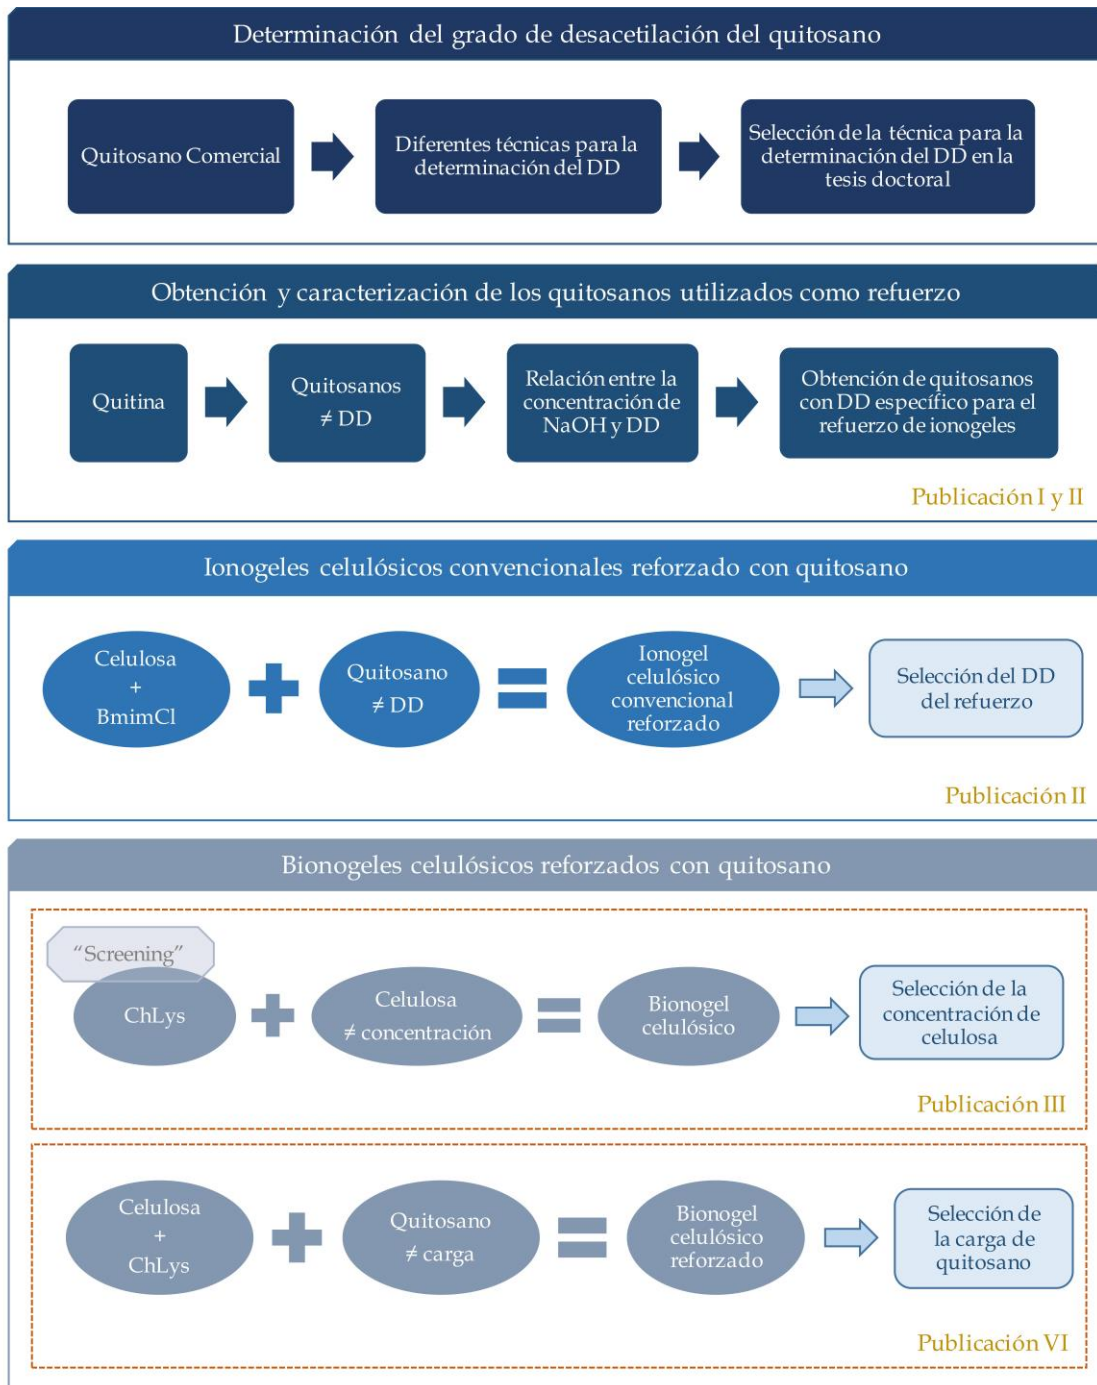 Determinación del grado de desacetilación del quitosano
Quitosano Comercial
Diferentes técnicas para la
determinación del DD
Selección de la técnica para la
determinación del DD en la
tesis doctoral
Obtención y caracterización de los quitosanos utilizados como refuerzo
Quitina
Quitosanos
≠ DD
Relación entre la
concentración de
NaOH y DD
Obtención de quitosanos
con DD específico para el
refuerzo de ionogeles
Publicación I y II
Ionogeles celulósicos convencionales reforzado con quitosano
Celulosa
+
BmimCl
+
Quitosano
≠ DD
=
Ionogel
celulósico
convencional
reforzado
Selección del DD
del refuerzo
Publicación II
Bionogeles celulósicos reforzados con quitosano
“Screening”
ChLys
+
Celulosa
≠ concentración
=
Bionogel
celulósico
Selección de la
concentración de
celulosa
Publicación III
Celulosa
+
ChLys
+
Quitosano
≠ carga
=
Bionogel
celulósico
reforzado
Selección de
la carga de
quitosano
Publicación VI